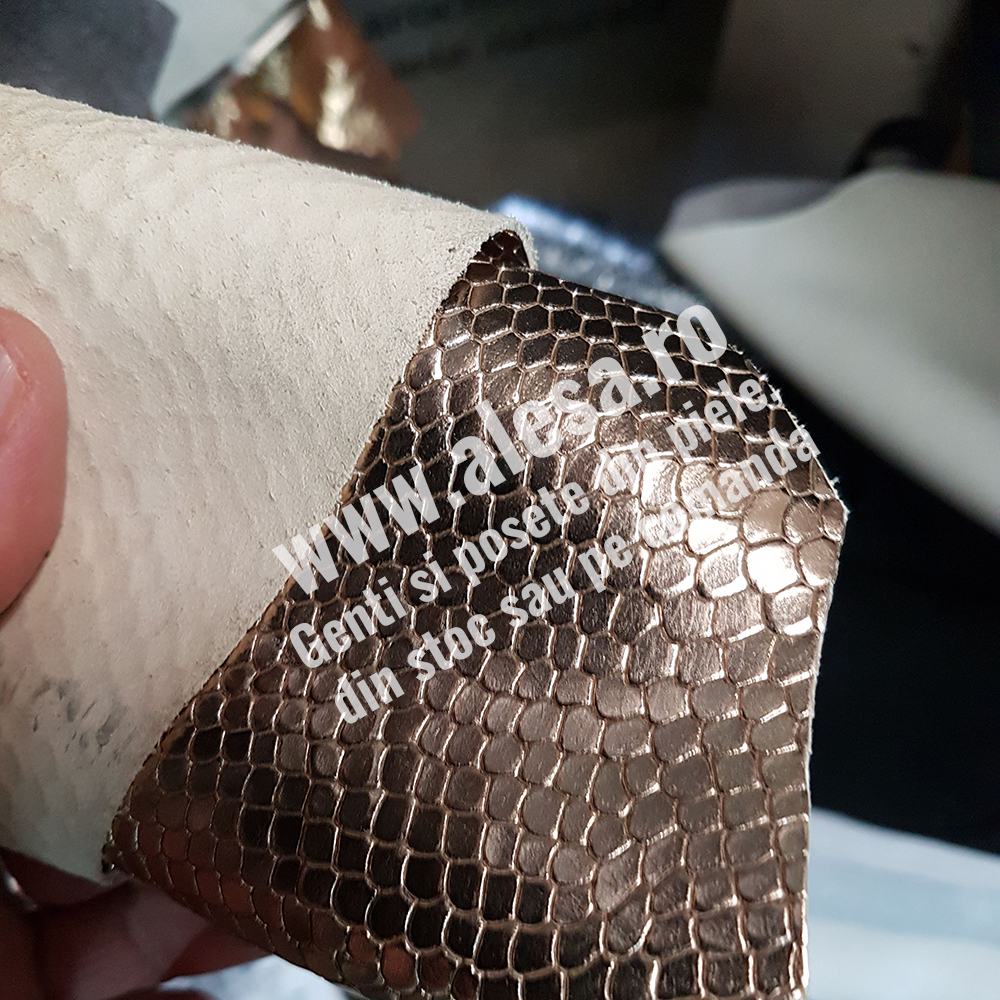 www.alesa.ro
Genti si posete din piele,
din stoc sau pe comanda